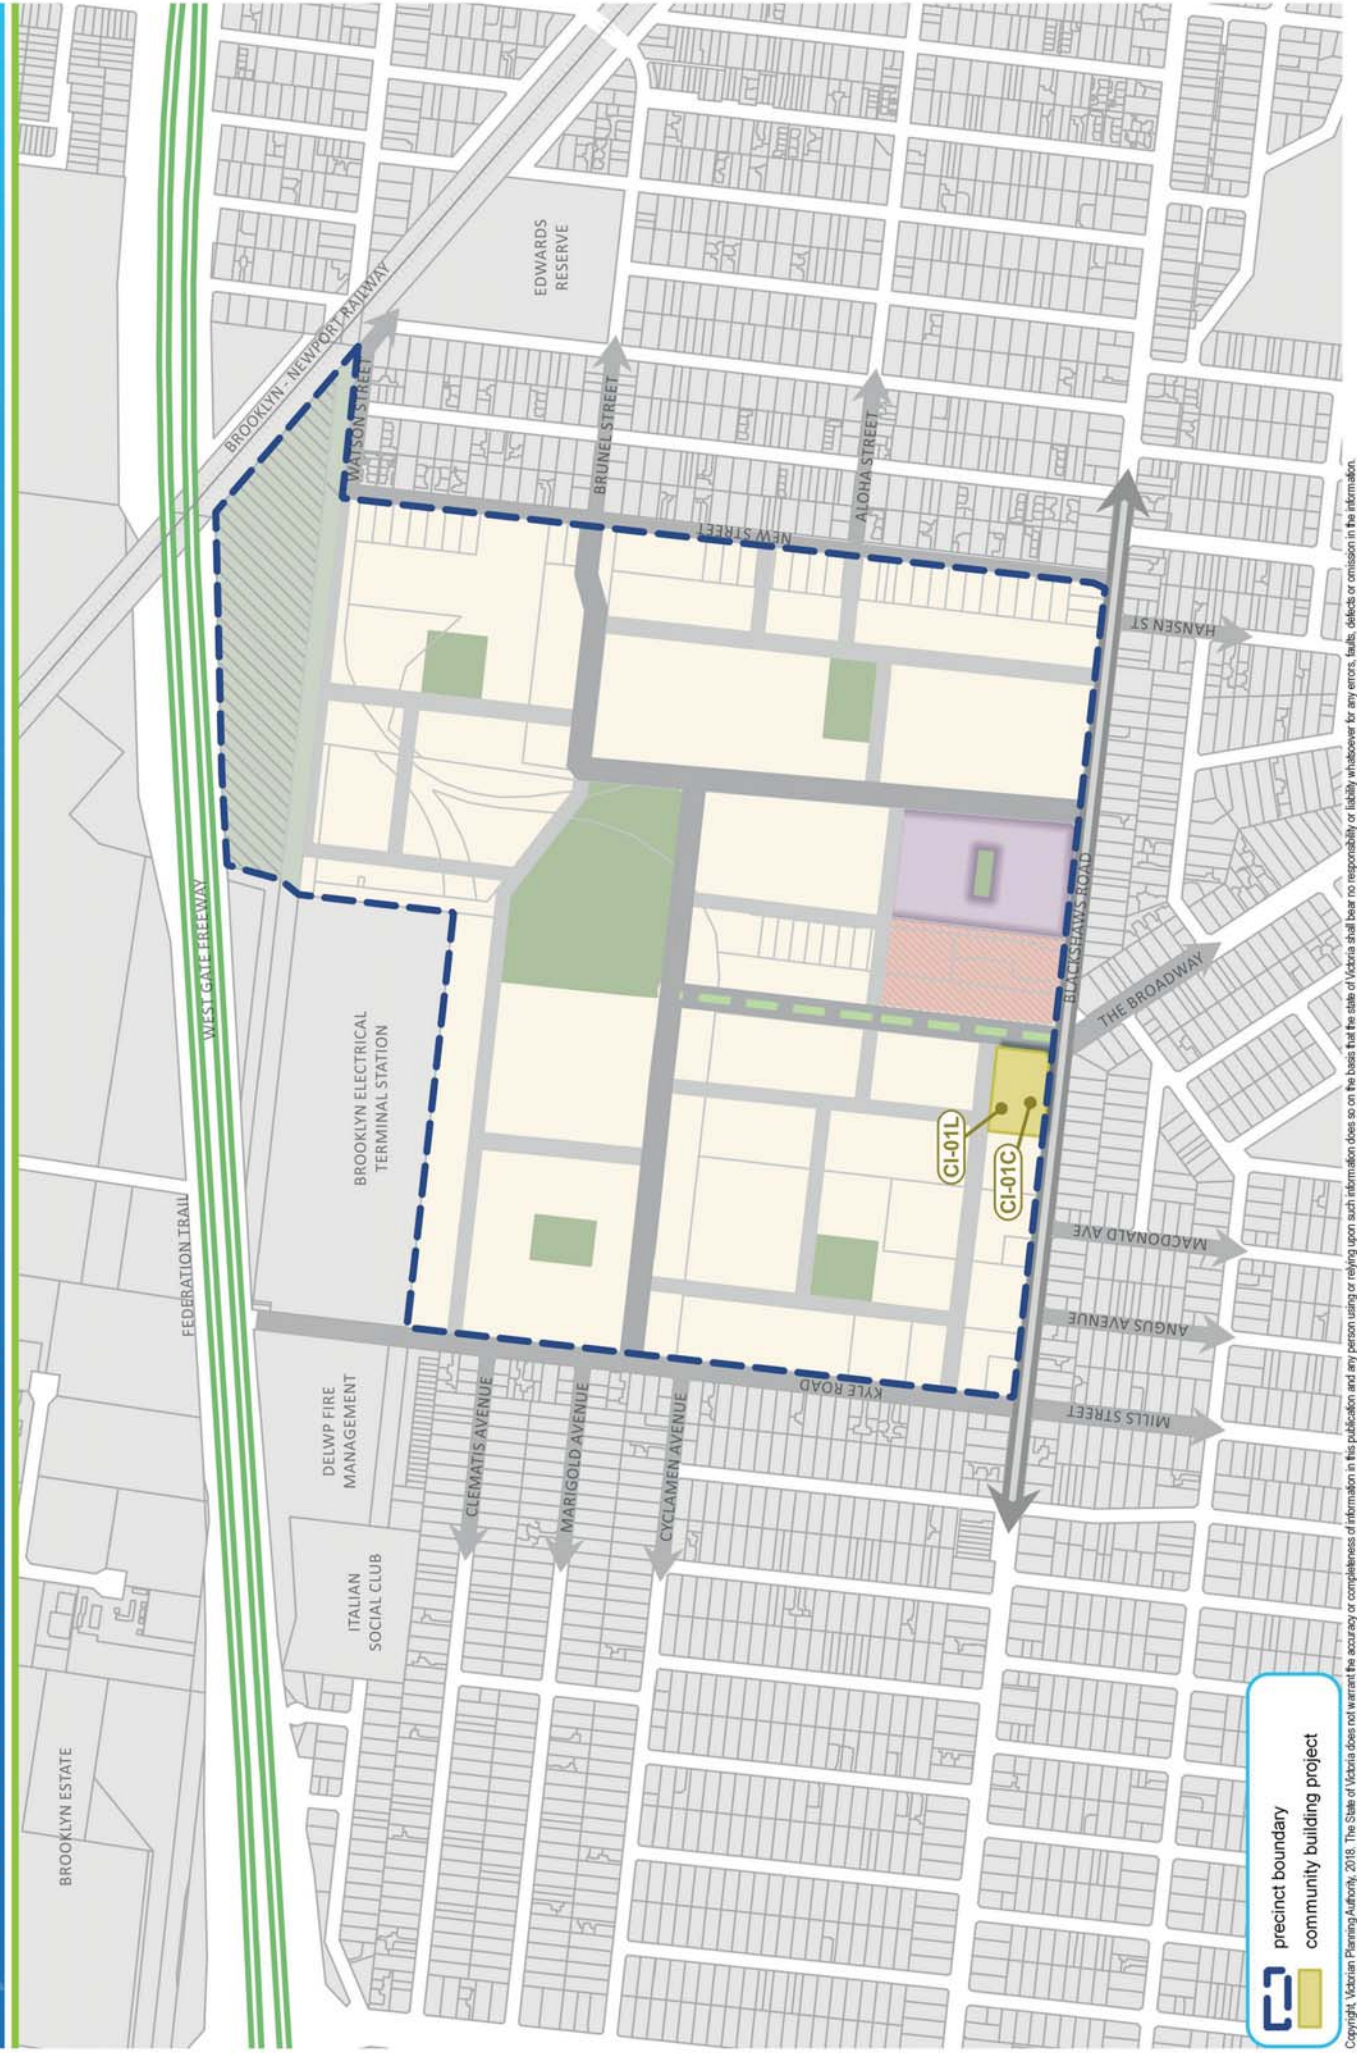 BROOKLYN ESTATE
FEDERATION TRAIL
WEST GATE FREEWAY
BROOKLYN - NEWPORT RAILWAY
ITALIAN
SOCIAL CLUB
DELWP FIRE
MANAGEMENT
BROOKLYN ELECTRICAL
TERMINAL STATION
WATSON STREET
EDWARDS
RESERVE
CLEMATIS AVENUE
MARIGOLD AVENUE
CYCLAMEN AVENUE
BRUNEL STREET
NEW STREET
ALOHA STREET
KYLE ROAD
CI-01L
CI-01C
BLACKSHAWS ROAD
MILLS STREET
ANGUS AVENUE
MACDONALD AVE
THE BROADWAY
HANSEN ST
precinct boundary
community building project
Copyright, Victorian Planning Authority, 2018. The State of Victoria does not warrant the accuracy or completeness of information in this publication and any person using or relying upon such information does so on the basis that the state of Victoria shall bear no responsibility or liability whatsoever for any errors, faults, defects or omission in the information.